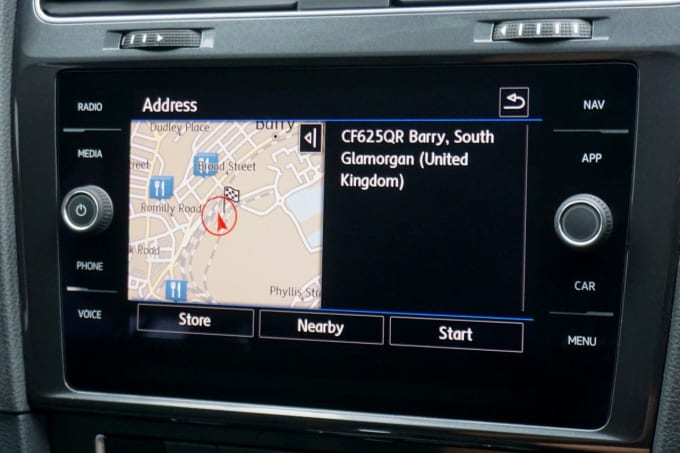 RADIO
MEDIA
PHONE
VOICE
Address
Dudley Place
Barry
Broad Street
Romilly Road
Road
Phyllis
CF625QR Barry, South
Glamorgan (United
Kingdom)
Store
Nearby
Start
NAV
APP
CAR
MENU